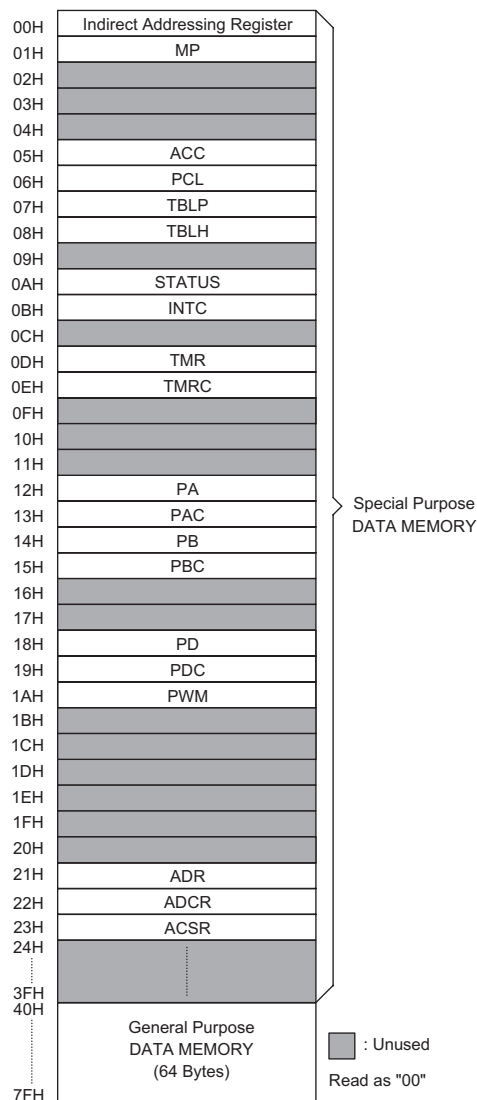 00H Indirect Addressing Register
01H MP
02H
03H
04H
05H ACC
06H PCL
07H TBLP
08H TBLH
09H
0AH STATUS
0BH INTC
0CH
0DH TMR
0EH TMRC
0FH
10H
11H
12H PA
13H PAC
14H PB
15H PBC
16H
17H
18H PD
19H PDC
1AH PWM
1BH
1CH
1DH
1EH
1FH
20H
21H ADR
22H ADCR
23H ACSR
24H
3FH
40H
7FH
General Purpose
DATA MEMORY
(64 Bytes)
Special Purpose
DATA MEMORY
: Unused
Read as "00"